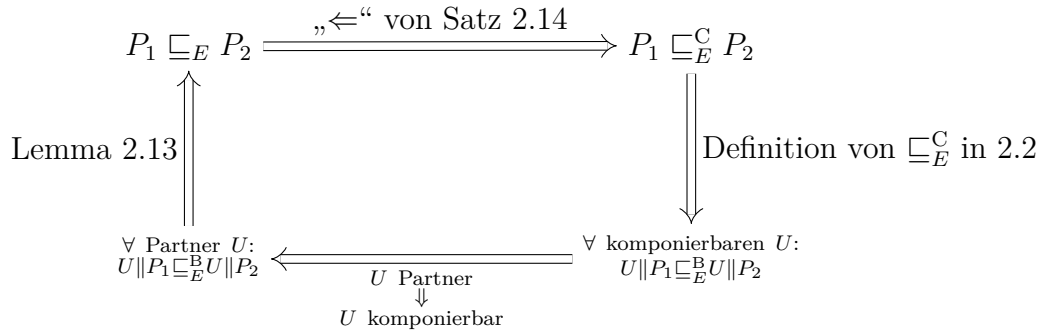 „⇐“ von Satz 2.14
P₁ ⊑_E P₂
P₁ ⊑_E^C P₂
Lemma 2.13
Definition von ⊑_E^C in 2.2
∀ Partner U:
U‖P₁⊑_E^B U‖P₂
∀ komponierbaren U:
U‖P₁⊑_E^B U‖P₂
U Partner
⇓
U komponierbar